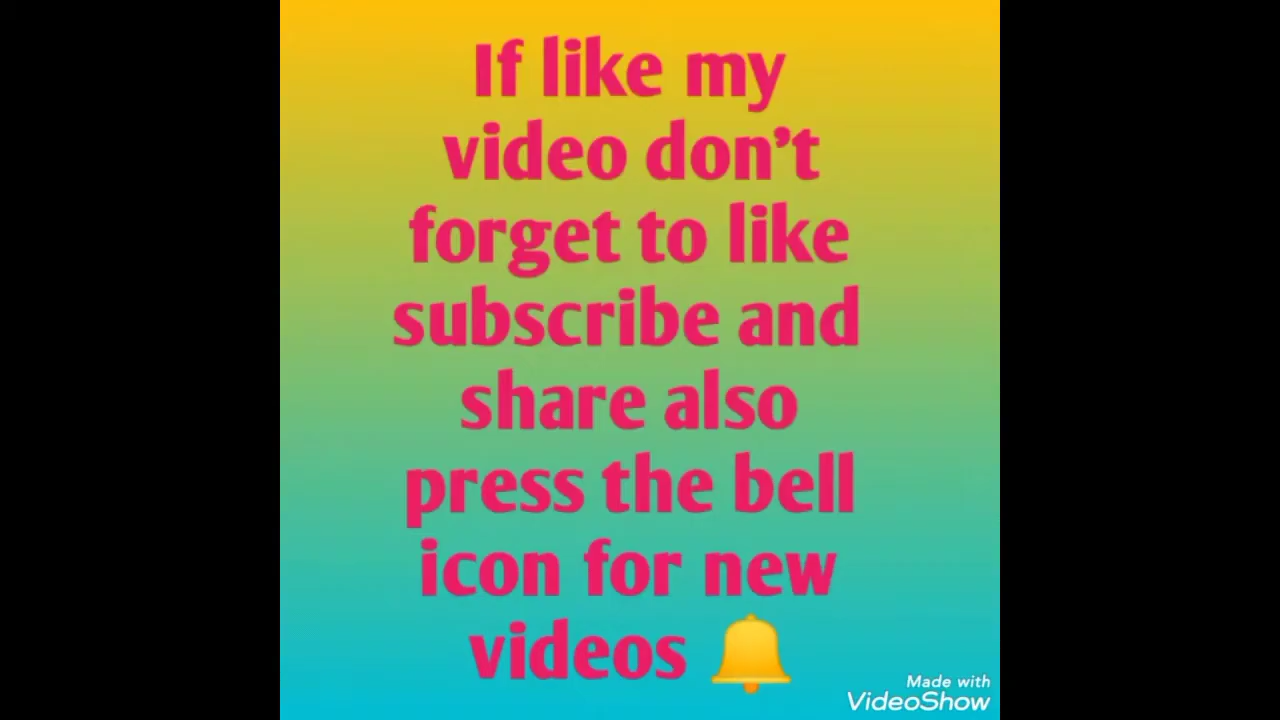 If like my
video don’t
forget to like
subscribe and
share also
press the bell
icon for new
videos 🔔
Made with
VideoShow